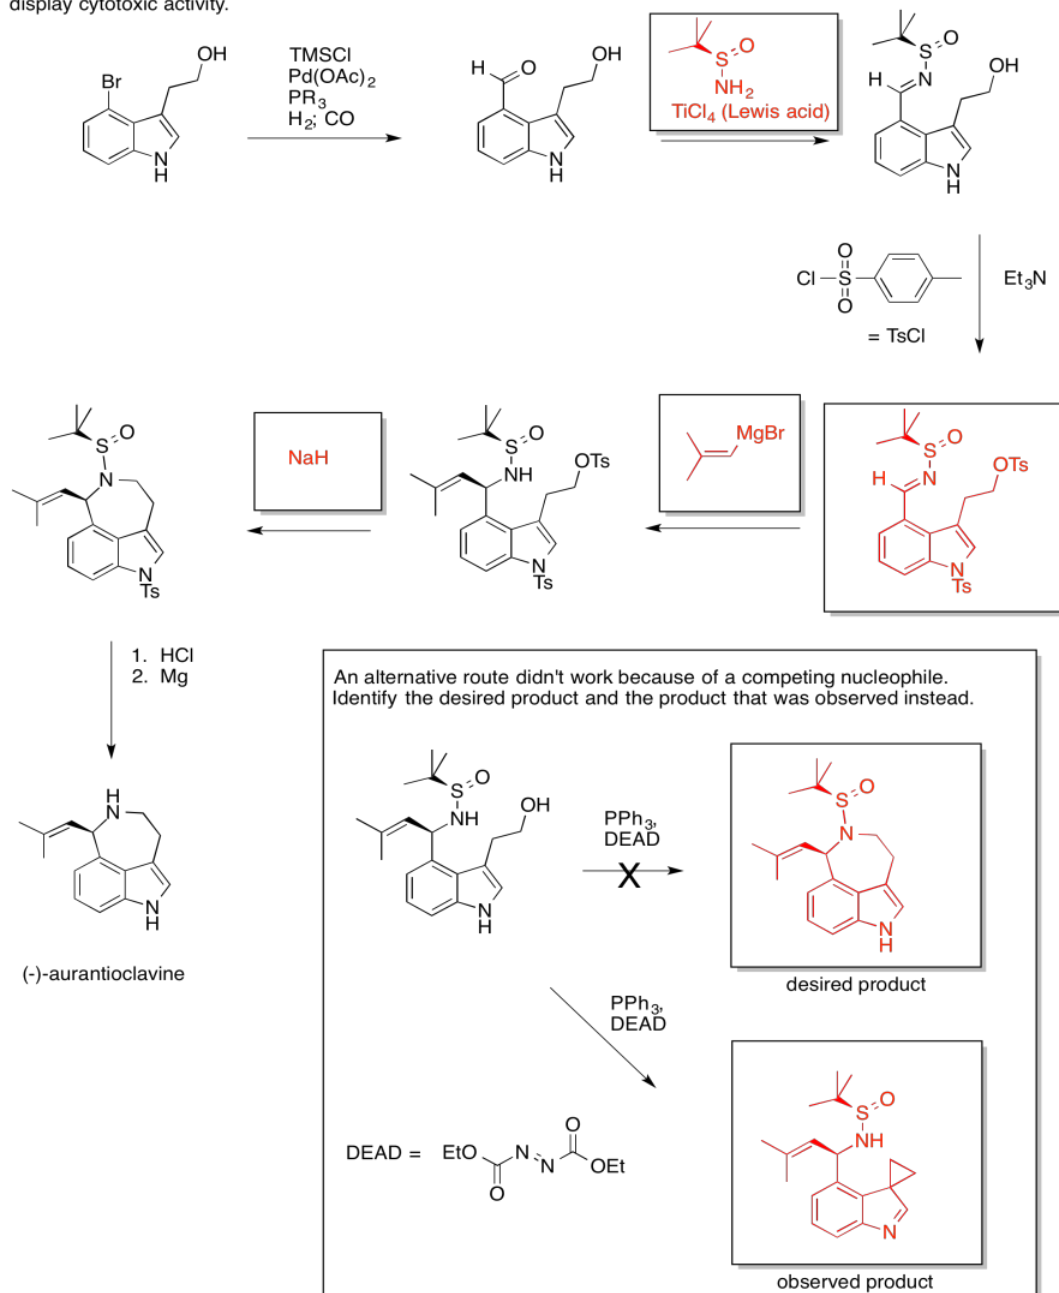 display cytotoxic activity.
Br
OH
N
H
TMSCl
Pd(OAc)2
PR3
H2; CO
H
O
OH
N
H
S
O
NH2
TiCl4 (Lewis acid)
S
O
H
N
OH
N
H
O
Cl
S
O
= TsCl
Et3N
S
O
N
N
Ts
NaH
S
O
NH
OTs
N
Ts
MgBr
S
O
H
N
OTs
N
Ts
1. HCl
2. Mg
H
N
N
H
(-)-aurantioclavine
An alternative route didn't work because of a competing nucleophile.
Identify the desired product and the product that was observed instead.
S
O
NH
OH
N
H
PPh3,
DEAD
X
S
O
N
N
H
desired product
PPh3,
DEAD
DEAD =
EtO
O
N
N
O
OEt
S
O
NH
N
observed product